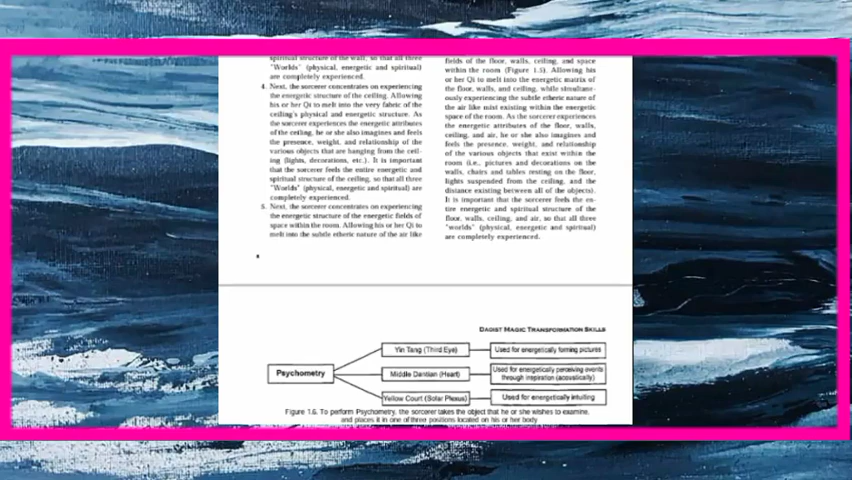 spiritual structure of the wall, so that all three
"Worlds" (physical, energetic and spiritual)
are completely experienced.
4. Next, the sorcerer concentrates on experiencing
the energetic structure of the ceiling. Allowing
his or her Qi to melt into the very fabric of the
ceiling's physical and energetic structure. As
the sorcerer experiences the energetic attributes
of the ceiling, he or she also imagines and feels
the presence, weight, and relationship of the
various objects that are hanging from the ceil-
ing (lights, decorations, etc.). It is important
that the sorcerer feels the entire energetic and
spiritual structure of the ceiling, so that all three
"Worlds" (physical, energetic and spiritual) are
completely experienced.
5. Next, the sorcerer concentrates on experiencing
the energetic structure of the energetic fields of
space within the room. Allowing his or her Qi to
melt into the subtle etheric nature of the air like
8
fields of the floor, walls, ceiling, and space
within the room (Figure 1.5). Allowing his
or her Qi to melt into the energetic matrix of
the floor, walls, and ceiling, while simultane-
ously experiencing the subtle etheric nature of
the air like mist existing within the energetic
space of the room. As the sorcerer experiences
the energetic attributes of the floor, walls,
ceiling, and air, he or she also imagines and
feels the presence, weight, and relationship
of the various objects that exist within the
room (i.e., pictures and decorations on the
walls, chairs and tables resting on the floor,
lights suspended from the ceiling, and the
distance existing between all of the objects).
It is important that the sorcerer feels the en-
tire energetic and spiritual structure of the
floor, walls, ceiling, and air, so that all three
"worlds" (physical, energetic and spiritual)
are completely experienced.
DAOIST MAGIC TRANSFORMATION SKILLS
Psychometry
Yin Tang (Third Eye)
Used for energetically forming pictures
Middle Dantian (Heart)
Used for energetically perceiving events
through inspiration (acoustically)
Yellow Court (Solar Plexus)
Used for energetically intuiting
Figure 1.6. To perform Psychometry, the sorcerer takes the object that he or she wishes to examine,
and places it in one of three positions located on his or her body